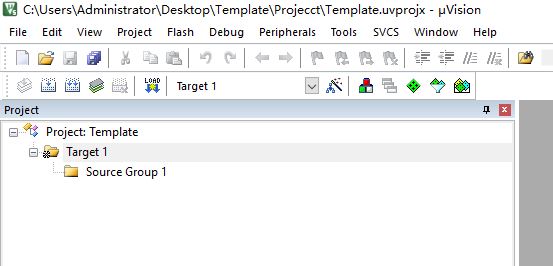 C:\Users\Administrator\Desktop\Template\Projecct\Template.uvprojx - µVision
File Edit View Project Flash Debug Peripherals Tools SVCS Window Help
LOAD Target 1
Project
Project: Template
Target 1
Source Group 1